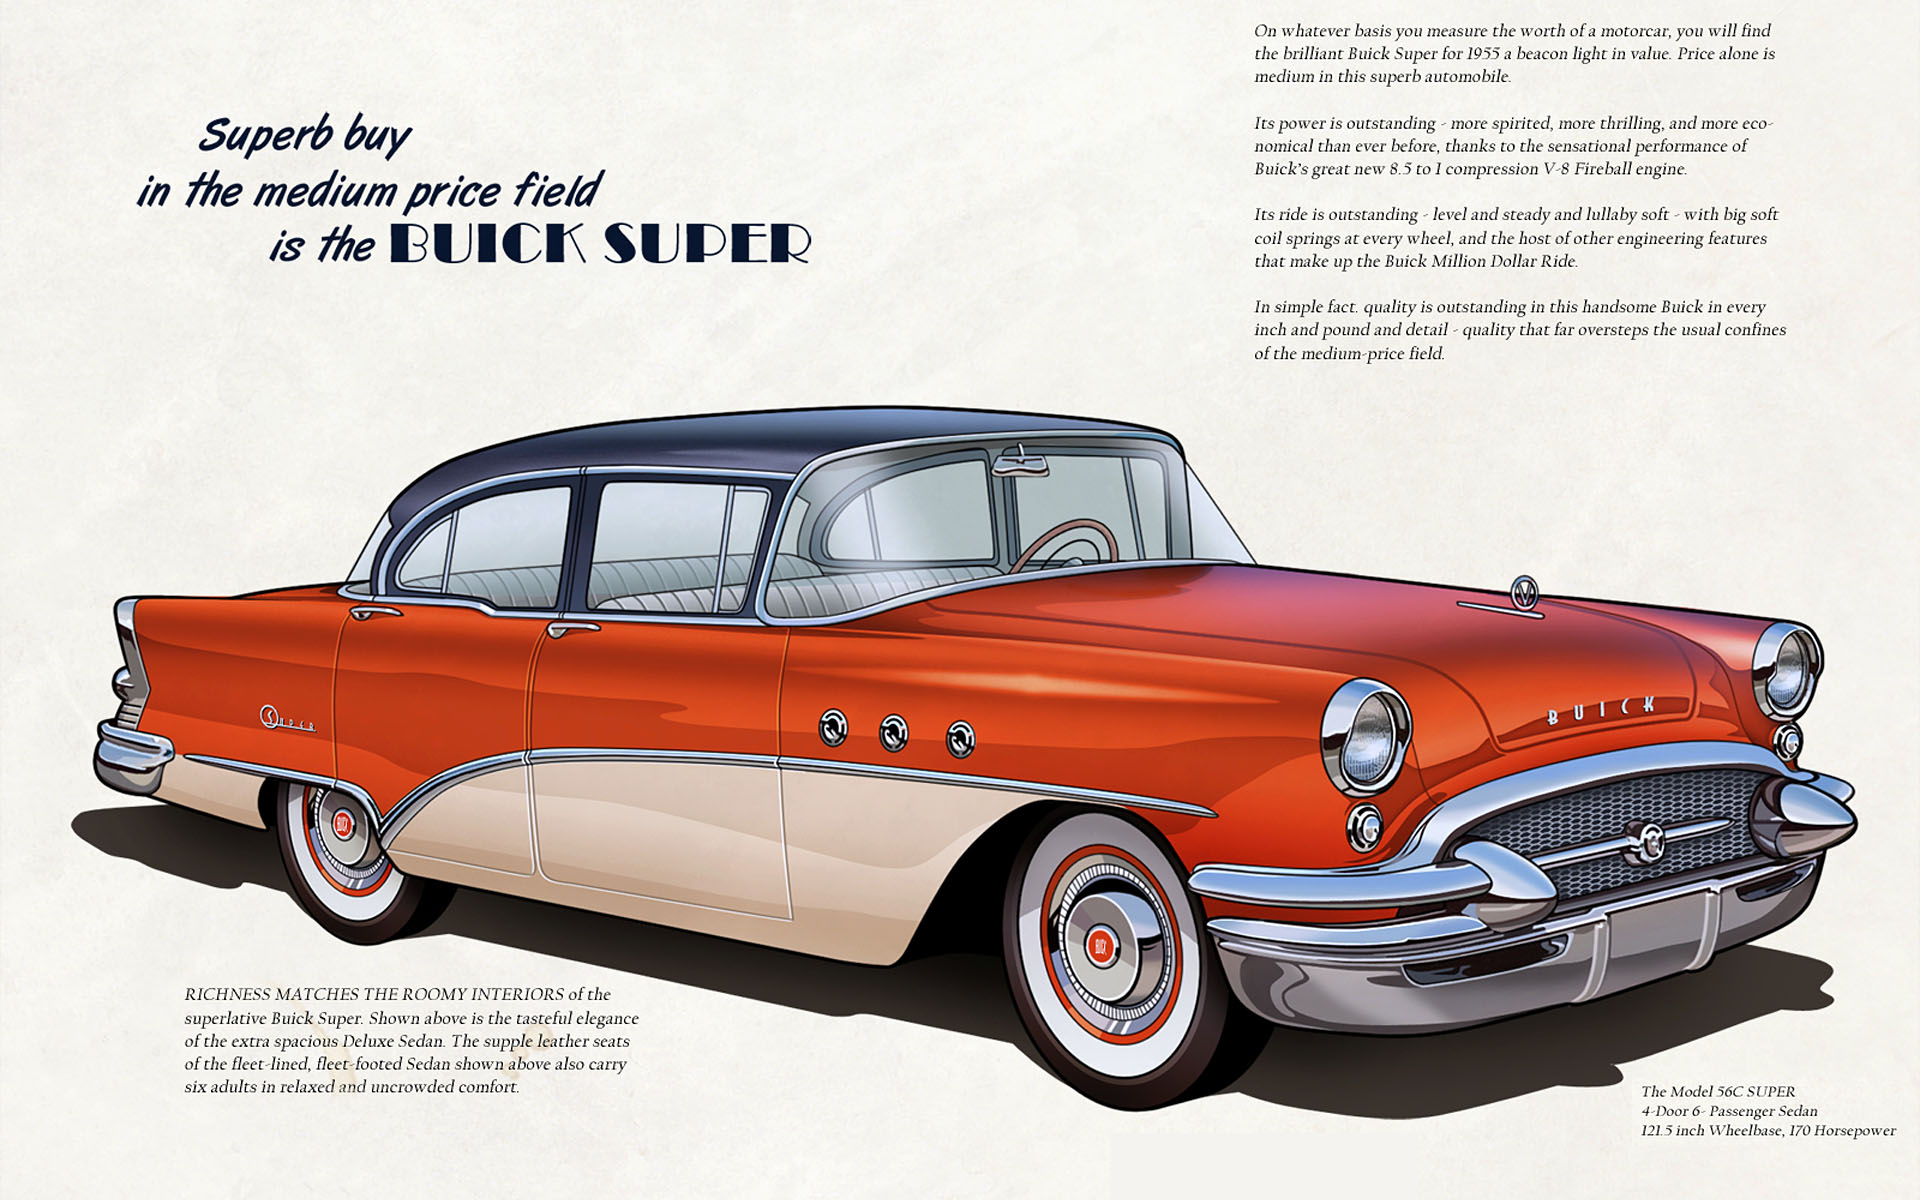 Superb buy
in the medium price field
is the BUICK SUPER
On whatever basis you measure the worth of a motorcar, you will find
the brilliant Buick Super for 1955 a beacon light in value. Price alone is
medium in this superb automobile.
Its power is outstanding - more spirited, more thrilling, and more eco-
nomical than ever before, thanks to the sensational performance of
Buick's great new 8.5 to 1 compression V-8 Fireball engine.
Its ride is outstanding - level and steady and lullaby soft - with big soft
coil springs at every wheel, and the host of other engineering features
that make up the Buick Million Dollar Ride.
In simple fact. quality is outstanding in this handsome Buick in every
inch and pound and detail - quality that far oversteps the usual confines
of the medium-price field.
V
BUICK
Super
BUICK
BUICK
RICHNESS MATCHES THE ROOMY INTERIORS of the
superlative Buick Super. Shown above is the tasteful elegance
of the extra spacious Deluxe Sedan. The supple leather seats
of the fleet-lined, fleet-footed Sedan shown above also carry
six adults in relaxed and uncrowded comfort.
The Model 56C SUPER
4-Door 6- Passenger Sedan
121.5 inch Wheelbase, 170 Horsepower